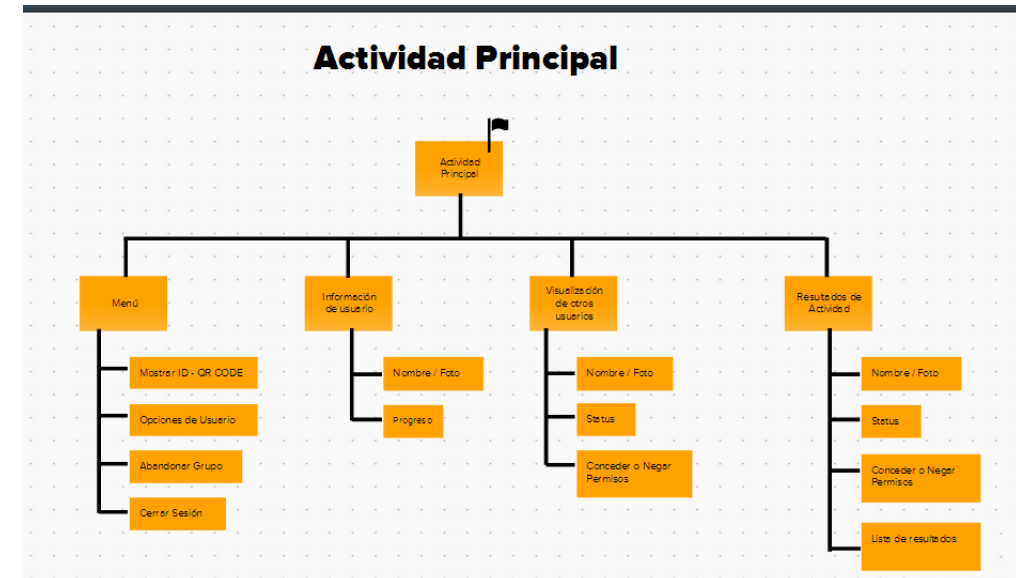 Actividad Principal
Actividad
Principal
Menú
Mostrar ID - QR CODE
Opciones de Usuario
Abandonar Grupo
Cerrar Sesión
Información
de usuario
Nombre / Foto
Progreso
Visualización
de otros
usuarios
Nombre / Foto
Status
Conceder o Negar
Permisos
Resultados de
Actividad
Nombre / Foto
Status
Conceder o Negar
Permisos
Lista de resultados